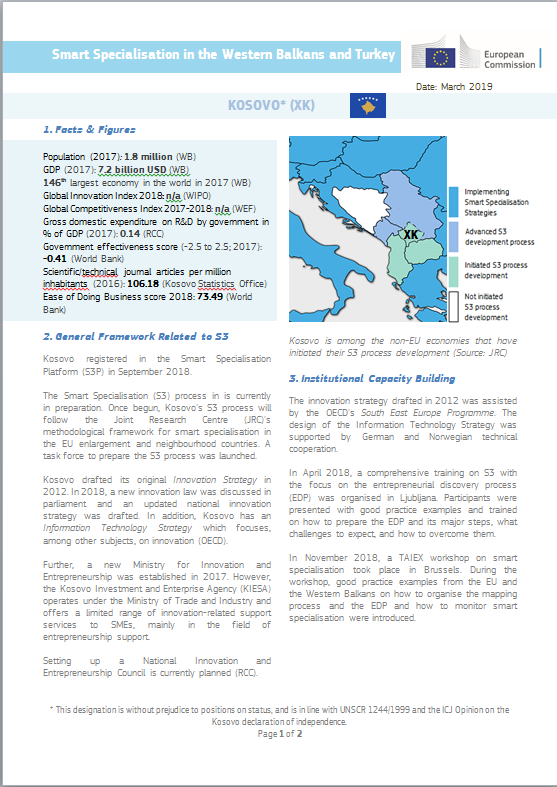 Smart Specialisation in the Western Balkans and Turkey
European
Commission
Date: March 2019
KOSOVO* (XK)
1. Facts & Figures
Population (2017): 1.8 million (WB)
GDP (2017): 7.2 billion USD (WB)
146th largest economy in the world in 2017 (WB)
Global Innovation Index 2018: n/a (WIPO)
Global Competitiveness Index 2017-2018: n/a (WEF)
Gross domestic expenditure on R&D by government in
% of GDP (2017): 0.14 (RCC)
Government effectiveness score (-2.5 to 2.5; 2017):
-0.41 (World Bank)
Scientific/technical journal articles per million
inhabitants (2016): 106.18 (Kosovo Statistics Office)
Ease of Doing Business score 2018: 73.49 (World
Bank)
2. General Framework Related to S3
Kosovo registered in the Smart Specialisation
Platform (S3P) in September 2018.
The Smart Specialisation (S3) process in is currently
in preparation. Once begun, Kosovo's S3 process will
follow the Joint Research Centre (JRC)'s
methodological framework for smart specialisation in
the EU enlargement and neighbourhood countries. A
task force to prepare the S3 process was launched.
Kosovo drafted its original Innovation Strategy in
2012. In 2018, a new innovation law was discussed in
parliament and an updated national innovation
strategy was drafted. In addition, Kosovo has an
Information Technology Strategy which focuses,
among other subjects, on innovation (OECD).
Further, a new Ministry for Innovation and
Entrepreneurship was established in 2017. However,
the Kosovo Investment and Enterprise Agency (KIESA)
operates under the Ministry of Trade and Industry and
offers a limited range of innovation-related support
services to SMEs, mainly in the field of
entrepreneurship support.
Setting up a National Innovation and
Entrepreneurship Council is currently planned (RCC).
XK
Implementing
Smart Specialisation
Strategies
Advanced S3
development process
Initiated S3 process
development
Not initiated
S3 process
development
Kosovo is among the non-EU economies that have
initiated their S3 process development (Source: JRC)
3. Institutional Capacity Building
The innovation strategy drafted in 2012 was assisted
by the OECD's South East Europe Programme. The
design of the Information Technology Strategy was
supported by German and Norwegian technical
cooperation.
In April 2018, a comprehensive training on S3 with
the focus on the entrepreneurial discovery process
(EDP) was organised in Ljubljana. Participants were
presented with good practice examples and trained
on how to prepare the EDP and its major steps, what
challenges to expect, and how to overcome them.
In November 2018, a TAIEX workshop on smart
specialisation took place in Brussels. During the
workshop, good practice examples from the EU and
the Western Balkans on how to organise the mapping
process and the EDP and how to monitor smart
specialisation were introduced.
* This designation is without prejudice to positions on status, and is in line with UNSCR 1244/1999 and the ICJ Opinion on the
Kosovo declaration of independence.
Page 1 of 2